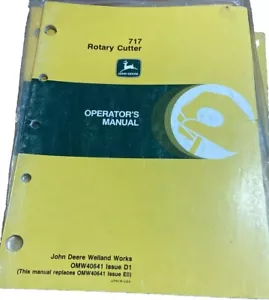 717
Rotary Cutter
JOHN DEERE
OPERATOR'S
MANUAL
John Deere Welland Works
OMW40641 Issue D1
(This manual replaces OMW40641 Issue EII)